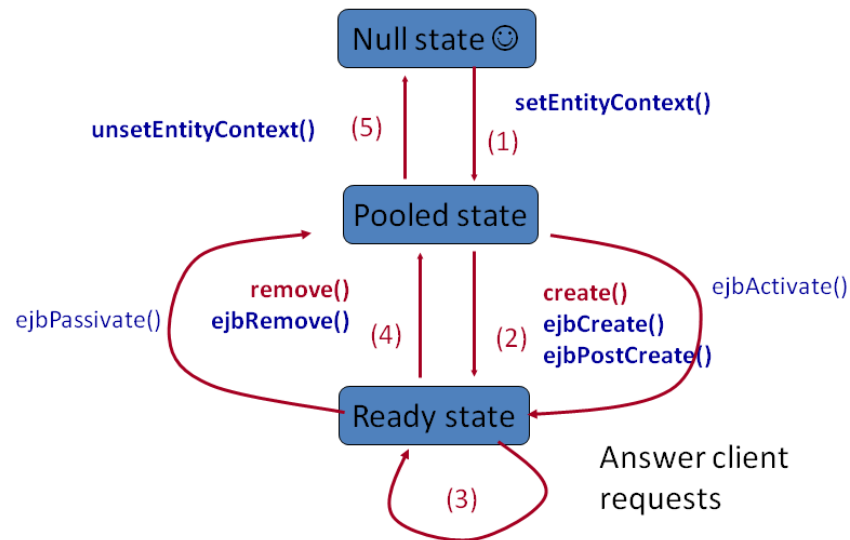 Null state ☺
unsetEntityContext()
(5)
setEntityContext()
(1)
Pooled state
ejbPassivate()
remove()
ejbRemove()
(4)
create()
ejbCreate()
ejbPostCreate()
(2)
ejbActivate()
Ready state
(3)
Answer client
requests